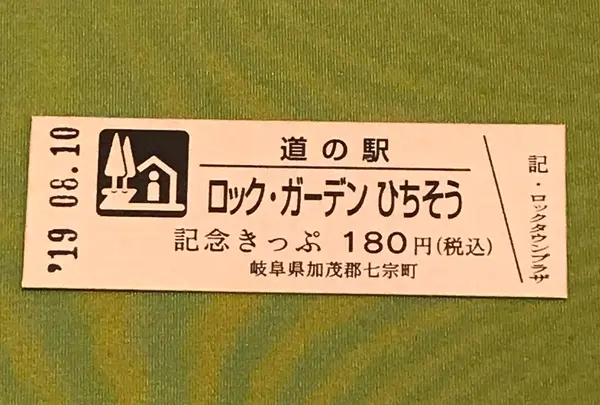 '19 08.10
道の駅
ロック・ガーデン ひちそう
記念きっぷ 180円(税込)
岐阜県加茂郡七宗町
記・ロックタウンプラザ